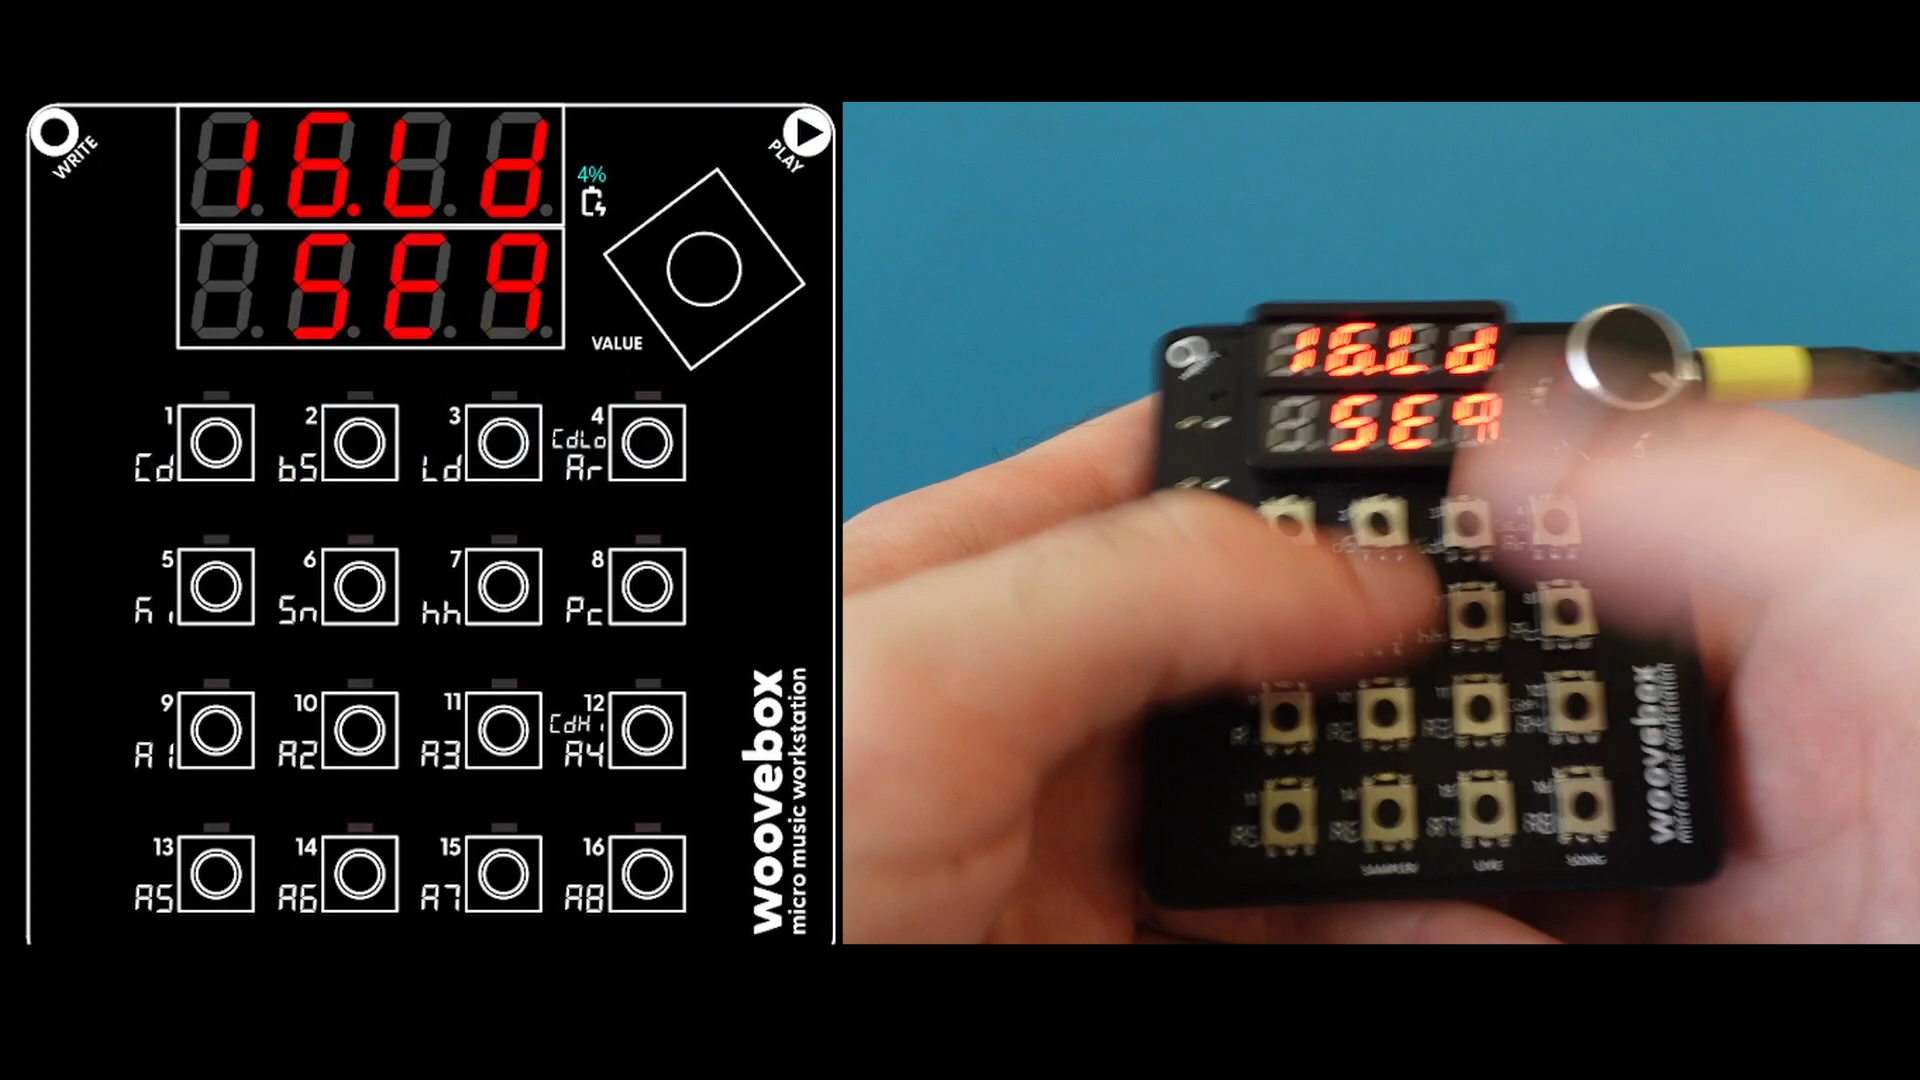 WRITE
PLAY
16.Ld
4%
SEq
VALUE
1 2 3 4
CdLo
Cd bS Ld Ar
5 6 7 8
Sn hh Pc
9 10 11 12
A1 A2 A3 A4
13 14 15 16
A5 A6 A7 A8
woovebox
micro music workstation
16.Ld
SEq
woovebox
micro music workstation